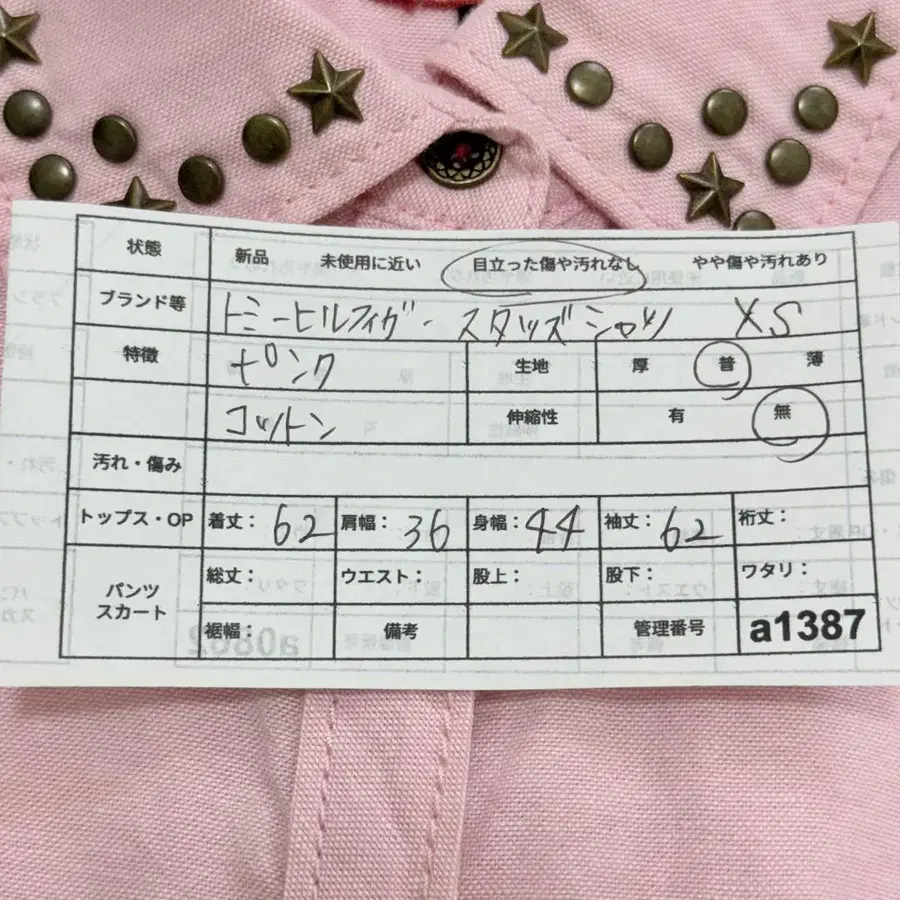 状態 新品 未使用に近い 目立った傷や汚れなし やや傷や汚れあり
ブランド等 トミーヒルフィガー スタッズシャツ XS
特徴 ピンク 生地 厚 普 薄
コットン 伸縮性 有 無
汚れ・傷み
トップス・OP 着丈: 62 肩幅: 36 身幅: 44 袖丈: 62 裄丈:
パンツ スカート 総丈: ウエスト: 股上: 股下: ワタリ:
裾幅: 備考 管理番号 a1387